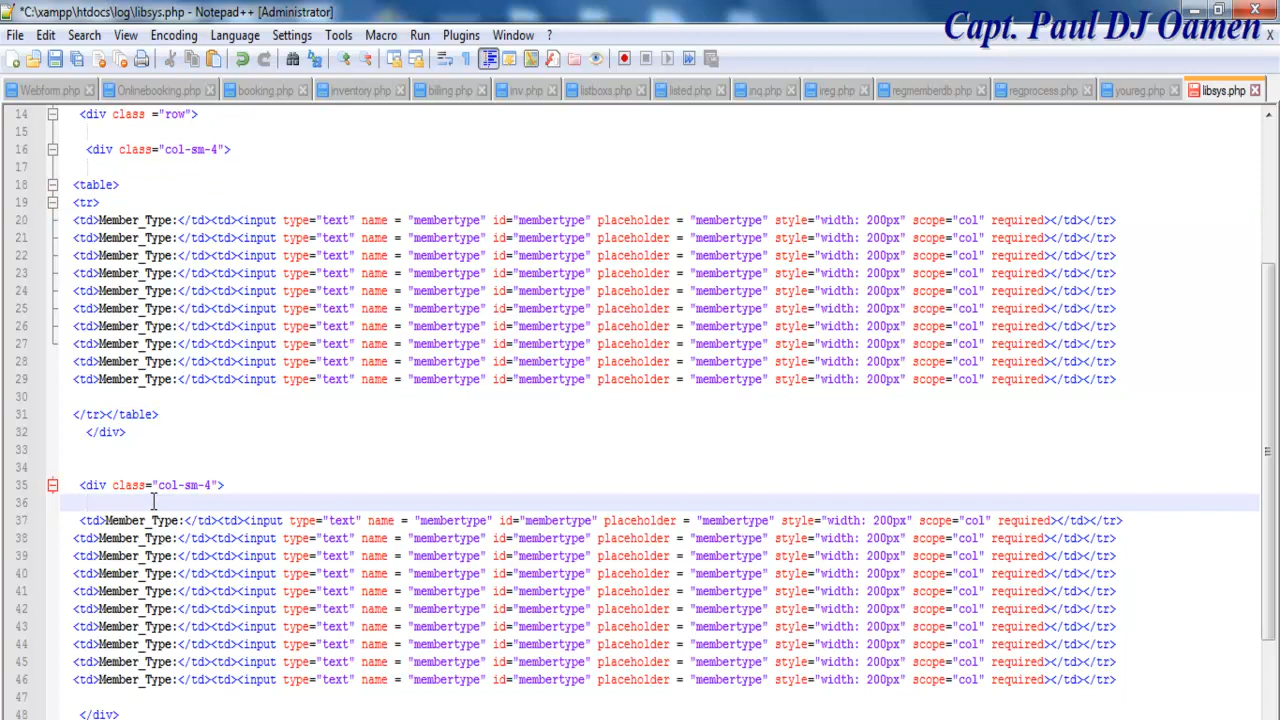 *C:\xampp\htdocs\log\libsys.php - Notepad++ [Administrator]
Capt. Paul DJ Oamen
File Edit Search View Encoding Language Settings Tools Macro Run Plugins Window ? X
Webform.php Onlinebooking.php booking.php inventory.php billing.php inv.php listboxs.php listed.php inq.php ireg.php regmemberdb.php regprocess.php youreg.php libsys.php
14 <div class ="row">
15
16 <div class="col-sm-4">
17
18 <table>
19 <tr>
20 <td>Member_Type:</td><td><input type="text" name = "membertype" id="membertype" placeholder = "membertype" style="width: 200px" scope="col" required></td></tr>
21 <td>Member_Type:</td><td><input type="text" name = "membertype" id="membertype" placeholder = "membertype" style="width: 200px" scope="col" required></td></tr>
22 <td>Member_Type:</td><td><input type="text" name = "membertype" id="membertype" placeholder = "membertype" style="width: 200px" scope="col" required></td></tr>
23 <td>Member_Type:</td><td><input type="text" name = "membertype" id="membertype" placeholder = "membertype" style="width: 200px" scope="col" required></td></tr>
24 <td>Member_Type:</td><td><input type="text" name = "membertype" id="membertype" placeholder = "membertype" style="width: 200px" scope="col" required></td></tr>
25 <td>Member_Type:</td><td><input type="text" name = "membertype" id="membertype" placeholder = "membertype" style="width: 200px" scope="col" required></td></tr>
26 <td>Member_Type:</td><td><input type="text" name = "membertype" id="membertype" placeholder = "membertype" style="width: 200px" scope="col" required></td></tr>
27 <td>Member_Type:</td><td><input type="text" name = "membertype" id="membertype" placeholder = "membertype" style="width: 200px" scope="col" required></td></tr>
28 <td>Member_Type:</td><td><input type="text" name = "membertype" id="membertype" placeholder = "membertype" style="width: 200px" scope="col" required></td></tr>
29 <td>Member_Type:</td><td><input type="text" name = "membertype" id="membertype" placeholder = "membertype" style="width: 200px" scope="col" required></td></tr>
30
31 </tr></table>
32 </div>
33
34
35 <div class="col-sm-4">
36
37 <td>Member_Type:</td><td><input type="text" name = "membertype" id="membertype" placeholder = "membertype" style="width: 200px" scope="col" required></td></tr>
38 <td>Member_Type:</td><td><input type="text" name = "membertype" id="membertype" placeholder = "membertype" style="width: 200px" scope="col" required></td></tr>
39 <td>Member_Type:</td><td><input type="text" name = "membertype" id="membertype" placeholder = "membertype" style="width: 200px" scope="col" required></td></tr>
40 <td>Member_Type:</td><td><input type="text" name = "membertype" id="membertype" placeholder = "membertype" style="width: 200px" scope="col" required></td></tr>
41 <td>Member_Type:</td><td><input type="text" name = "membertype" id="membertype" placeholder = "membertype" style="width: 200px" scope="col" required></td></tr>
42 <td>Member_Type:</td><td><input type="text" name = "membertype" id="membertype" placeholder = "membertype" style="width: 200px" scope="col" required></td></tr>
43 <td>Member_Type:</td><td><input type="text" name = "membertype" id="membertype" placeholder = "membertype" style="width: 200px" scope="col" required></td></tr>
44 <td>Member_Type:</td><td><input type="text" name = "membertype" id="membertype" placeholder = "membertype" style="width: 200px" scope="col" required></td></tr>
45 <td>Member_Type:</td><td><input type="text" name = "membertype" id="membertype" placeholder = "membertype" style="width: 200px" scope="col" required></td></tr>
46 <td>Member_Type:</td><td><input type="text" name = "membertype" id="membertype" placeholder = "membertype" style="width: 200px" scope="col" required></td></tr>
47
48 </div>